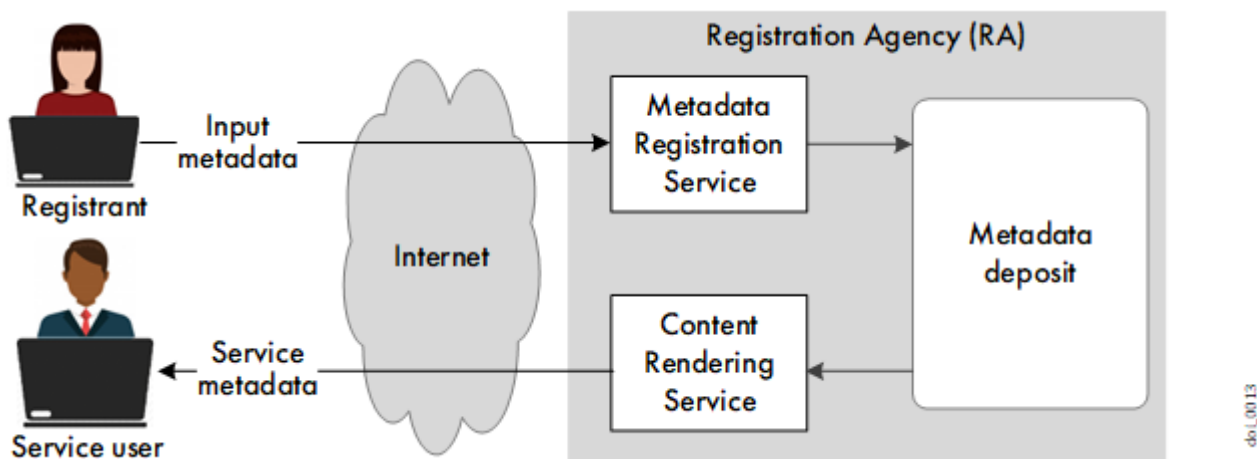 Registration Agency (RA)
Input
metadata
Metadata
Registration
Service
Registrant
Internet
Metadata
deposit
Service
metadata
Content
Rendering
Service
Service user
doi_0013